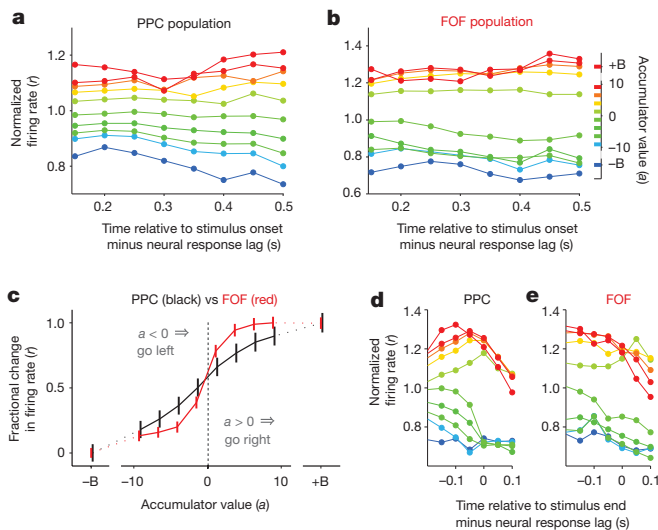 a
PPC population
Normalized
firing rate (r)
1.2
1.0
0.8
0.2
0.3
0.4
0.5
Time relative to stimulus onset
minus neural response lag (s)
b
FOF population
1.4
1.2
1.0
0.8
0.6
0.2
0.3
0.4
0.5
Time relative to stimulus onset
minus neural response lag (s)
+B
10
0
−10
−B
Accumulator value (a)
c
PPC (black) vs FOF (red)
Fractional change
in firing rate (r)
1.0
0.5
0
a < 0 ⇒
go left
a > 0 ⇒
go right
−B
−10
0
10
+B
Accumulator value (a)
d
PPC
Normalized
firing rate (r)
1.4
1.2
1.0
0.8
−0.1
0
0.1
e
FOF
1.4
1.2
1.0
0.8
−0.1
0
0.1
Time relative to stimulus end
minus neural response lag (s)